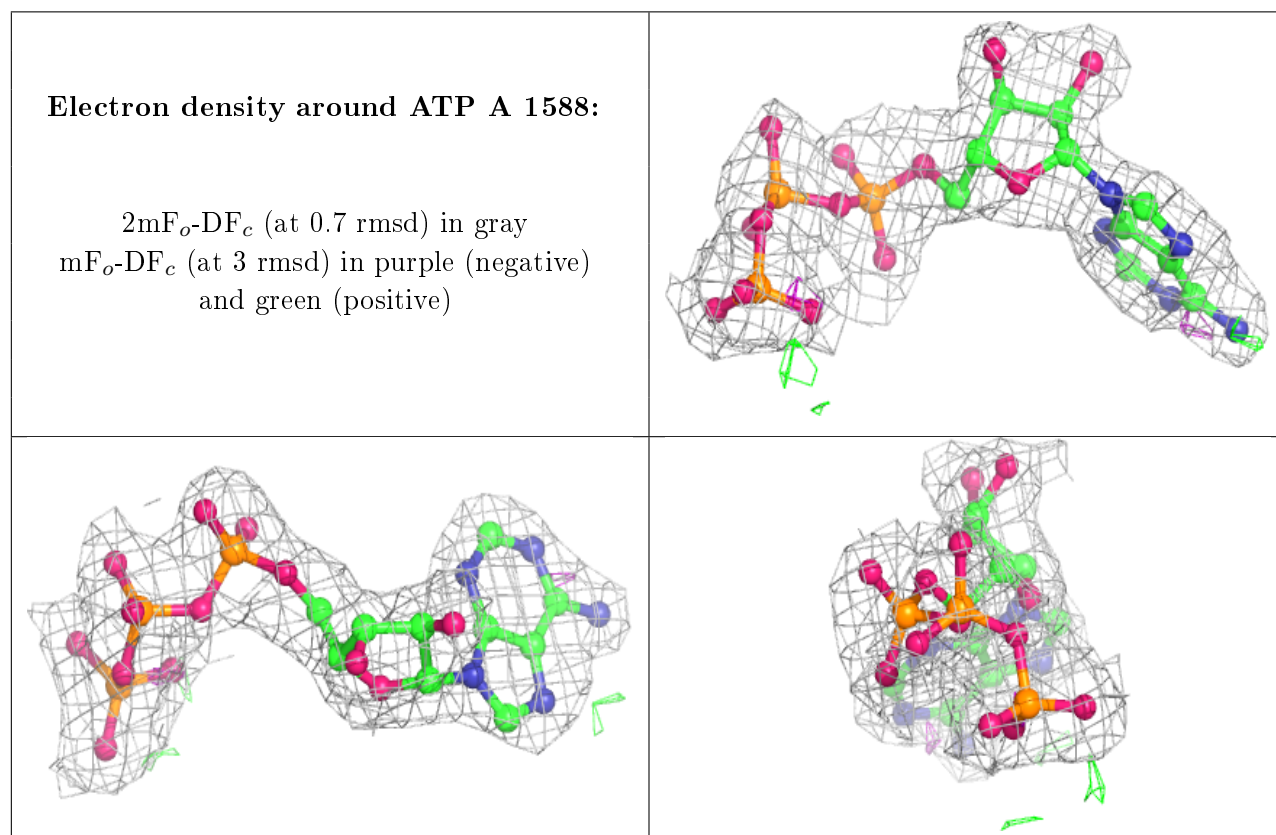 Electron density around ATP A 1588:
2mFo-DFc (at 0.7 rmsd) in gray
mFo-DFc (at 3 rmsd) in purple (negative)
and green (positive)